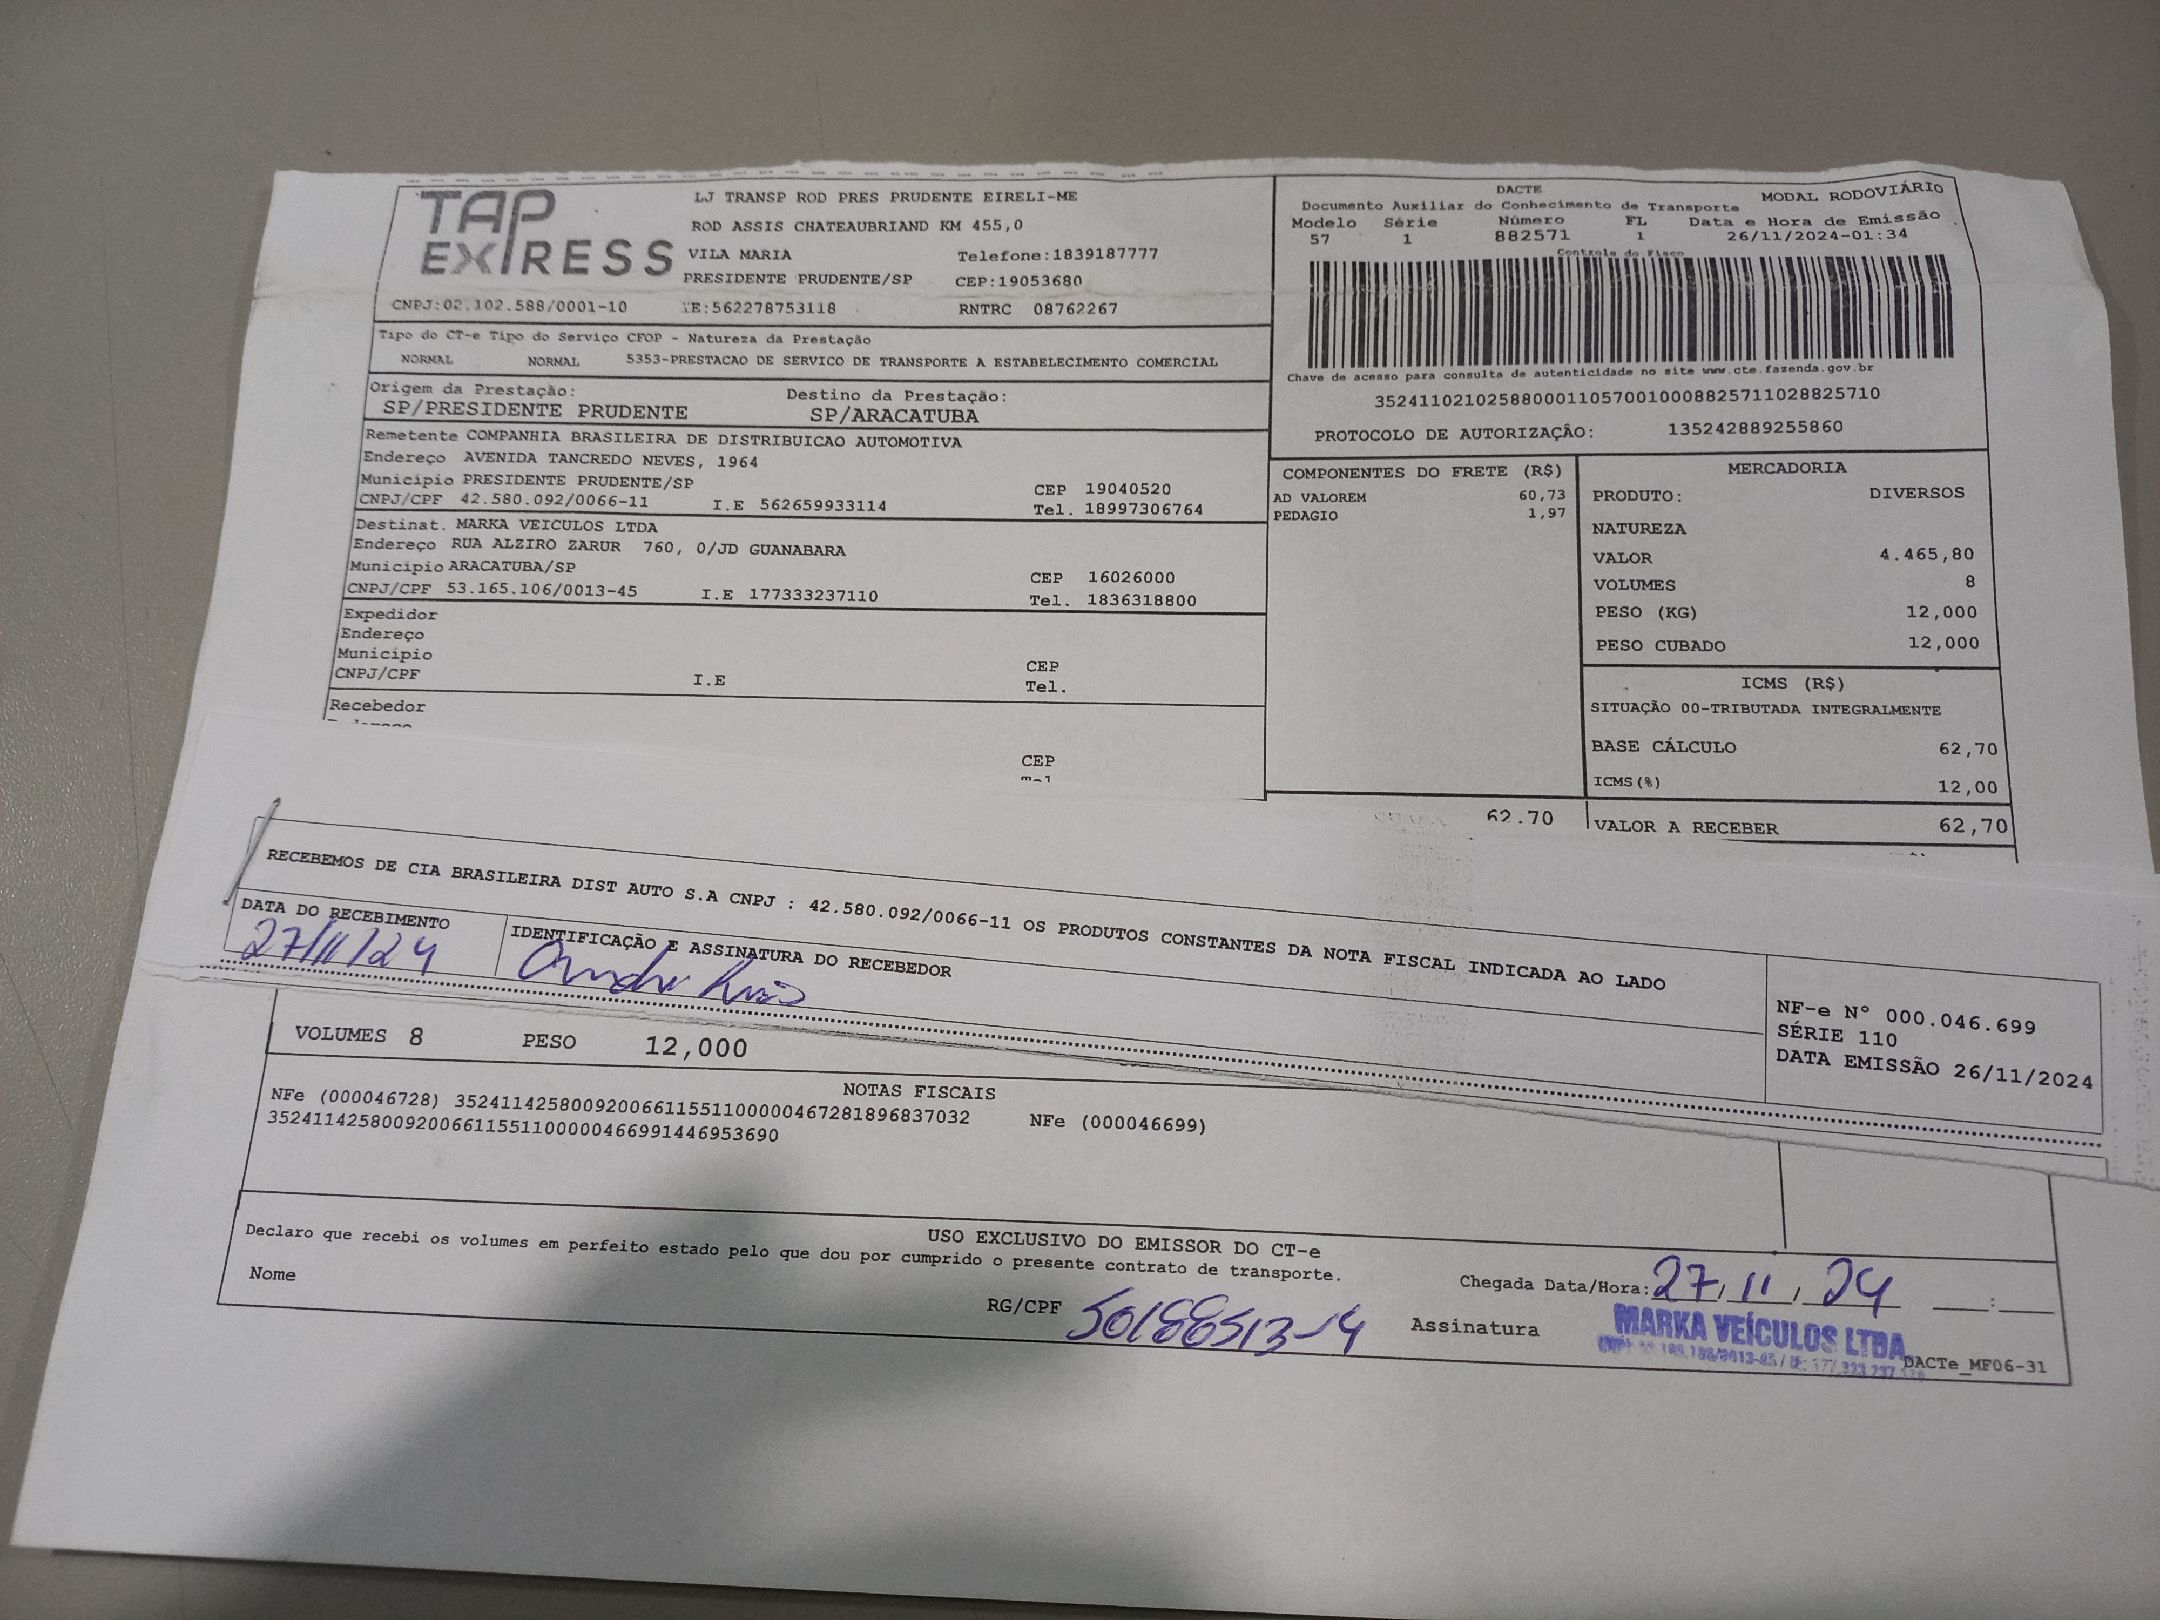 TAP EXPRESS
LJ TRANSP ROD PRES PRUDENTE EIRELI-ME
ROD ASSIS CHATEAUBRIAND KM 455,0
VILA MARIA Telefone:1839187777
PRESIDENTE PRUDENTE/SP CEP:19053680
CNPJ:02.102.588/0001-10 IE:562278753118 RNTRC 08762267
DACTE MODAL RODOVIÁRIO
Documento Auxiliar do Conhecimento de Transporte
Modelo Série Número FL Data e Hora de Emissão
57 1 882571 1 26/11/2024-01:34
Controle do Fisco
Chave de acesso para consulta de autenticidade no site www.cte.fazenda.gov.br
35241102102588000110570010008825711028825710
PROTOCOLO DE AUTORIZAÇÃO: 135242889255860
Tipo do CT-e Tipo do Serviço CFOP - Natureza da Prestação
NORMAL NORMAL 5353-PRESTACAO DE SERVICO DE TRANSPORTE A ESTABELECIMENTO COMERCIAL
Origem da Prestação: Destino da Prestação:
SP/PRESIDENTE PRUDENTE SP/ARACATUBA
Remetente COMPANHIA BRASILEIRA DE DISTRIBUICAO AUTOMOTIVA
Endereço AVENIDA TANCREDO NEVES, 1964
Município PRESIDENTE PRUDENTE/SP CEP 19040520
CNPJ/CPF 42.580.092/0066-11 I.E 562659933114 Tel. 18997306764
Destinat. MARKA VEICULOS LTDA
Endereço RUA ALZIRO ZARUR 760, 0/JD GUANABARA
Município ARACATUBA/SP CEP 16026000
CNPJ/CPF 53.165.106/0013-45 I.E 177333237110 Tel. 1836318800
Expedidor
Endereço
Município CEP
CNPJ/CPF I.E Tel.
Recebedor
CEP
COMPONENTES DO FRETE (R$)
AD VALOREM 60,73
PEDAGIO 1,97
62.70
MERCADORIA
PRODUTO: DIVERSOS
NATUREZA
VALOR 4.465,80
VOLUMES 8
PESO (KG) 12,000
PESO CUBADO 12,000
ICMS (R$)
SITUAÇÃO 00-TRIBUTADA INTEGRALMENTE
BASE CÁLCULO 62,70
ICMS(%) 12,00
VALOR A RECEBER 62,70
RECEBEMOS DE CIA BRASILEIRA DIST AUTO S.A CNPJ : 42.580.092/0066-11 OS PRODUTOS CONSTANTES DA NOTA FISCAL INDICADA AO LADO
DATA DO RECEBIMENTO IDENTIFICAÇÃO E ASSINATURA DO RECEBEDOR
27/11/24
NF-e N° 000.046.699
SÉRIE 110
DATA EMISSÃO 26/11/2024
VOLUMES 8 PESO 12,000
NOTAS FISCAIS
NFe (000046728) 35241142580092006611551100000467281896837032 NFe (000046699)
35241142580092006611551100000466991446953690
USO EXCLUSIVO DO EMISSOR DO CT-e
Declaro que recebi os volumes em perfeito estado pelo que dou por cumprido o presente contrato de transporte.
Nome Chegada Data/Hora: 27/11/24 :
RG/CPF Assinatura
MARKA VEÍCULOS LTDA
DACTe_MF06-31